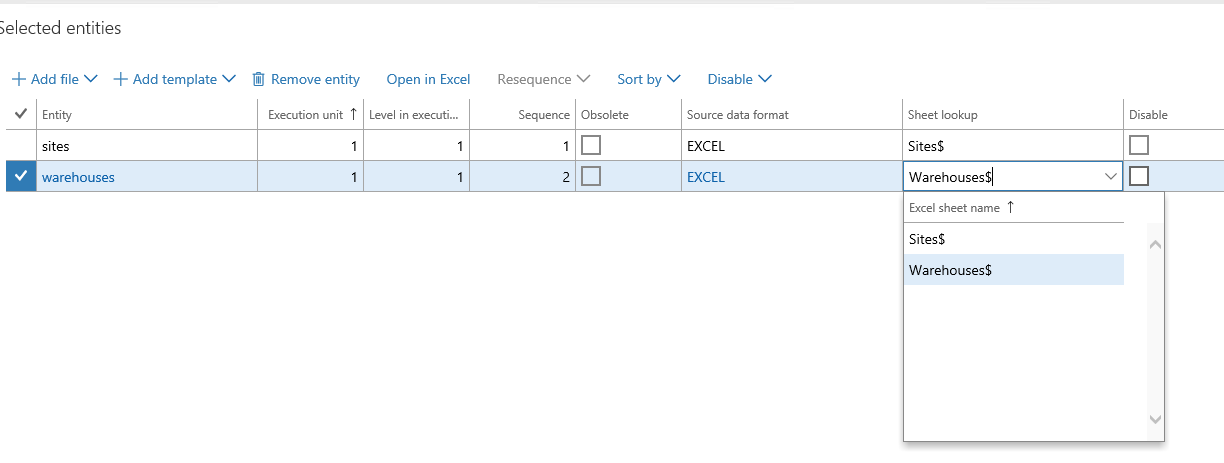 Selected entities
Add file Add template Remove entity Open in Excel Resequence Sort by Disable
Entity Execution unit ↑ Level in executi... Sequence Obsolete Source data format Sheet lookup Disable
sites 1 1 1 EXCEL Sites$
warehouses 1 1 2 EXCEL Warehouses$
Excel sheet name ↑
Sites$
Warehouses$